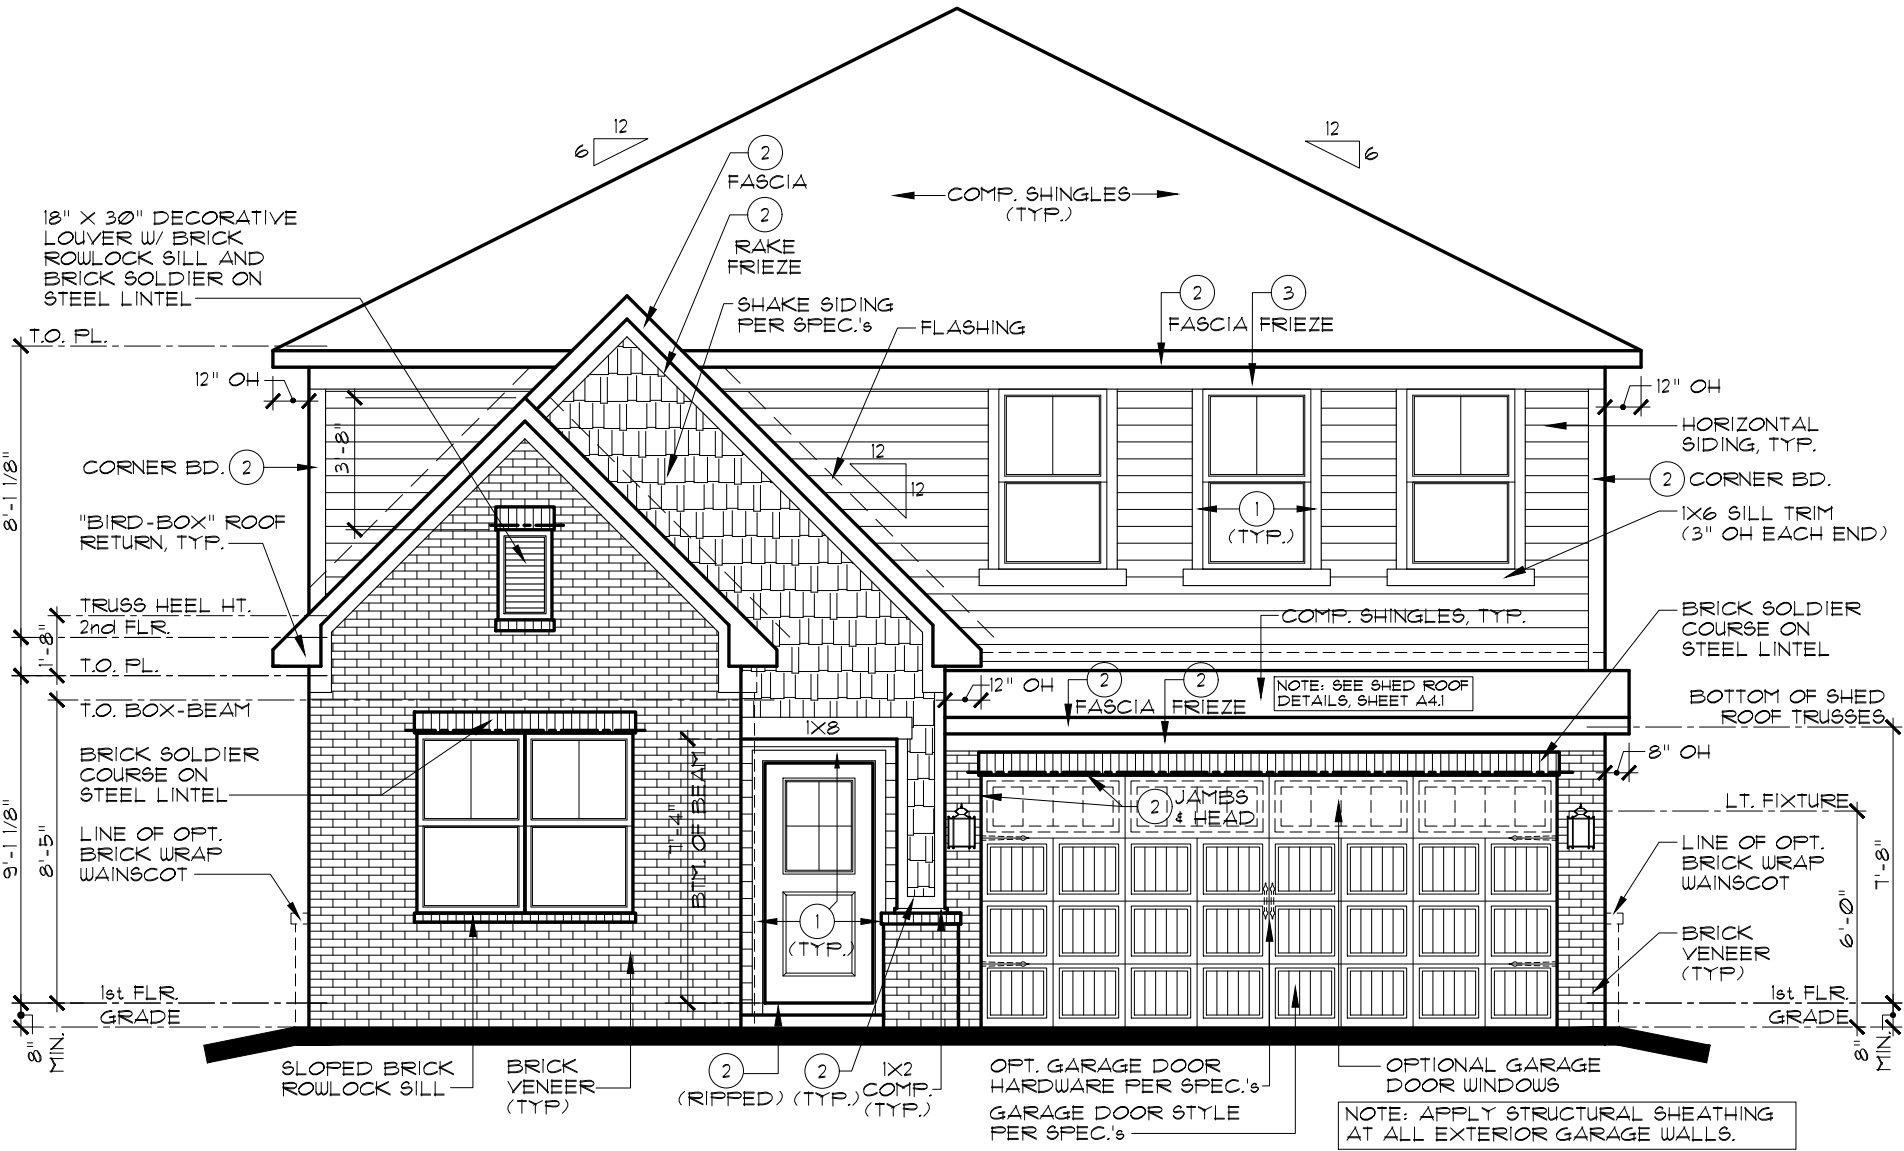 12
6
12
6
2
FASCIA
COMP. SHINGLES
(TYP.)
18" X 30" DECORATIVE
LOUVER W/ BRICK
ROWLOCK SILL AND
BRICK SOLDIER ON
STEEL LINTEL
2
RAKE
FRIEZE
SHAKE SIDING
PER SPEC.'s
FLASHING
2
FASCIA
3
FRIEZE
T.O. PL.
12" OH
12" OH
3'-8"
8'-1 1/8"
CORNER BD. 2
HORIZONTAL
SIDING, TYP.
12
12
2 CORNER BD.
"BIRD-BOX" ROOF
RETURN, TYP.
1
(TYP.)
1X6 SILL TRIM
(3" OH EACH END)
TRUSS HEEL HT.
2nd FLR.
1'-8"
T.O. PL.
T.O. BOX-BEAM
COMP. SHINGLES, TYP.
BRICK SOLDIER
COURSE ON
STEEL LINTEL
12" OH
2
FASCIA
2
FRIEZE
NOTE: SEE SHED ROOF
DETAILS, SHEET A4.1
BOTTOM OF SHED
ROOF TRUSSES
1X8
8" OH
BRICK SOLDIER
COURSE ON
STEEL LINTEL
7'-4"
BTM. OF BEAM
2 JAMBS
& HEAD
LT. FIXTURE
LINE OF OPT.
BRICK WRAP
WAINSCOT
9'-1 1/8"
8'-5"
LINE OF OPT.
BRICK WRAP
WAINSCOT
7'-8"
6'-0"
1
(TYP.)
BRICK
VENEER
(TYP)
1st FLR.
GRADE
1st FLR.
GRADE
8"
MIN.
8"
MIN.
SLOPED BRICK
ROWLOCK SILL
BRICK
VENEER
(TYP)
2
(RIPPED)
2
(TYP.)
1X2
COMP.
(TYP.)
OPT. GARAGE DOOR
HARDWARE PER SPEC.'s
GARAGE DOOR STYLE
PER SPEC.'s
OPTIONAL GARAGE
DOOR WINDOWS
NOTE: APPLY STRUCTURAL SHEATHING
AT ALL EXTERIOR GARAGE WALLS.